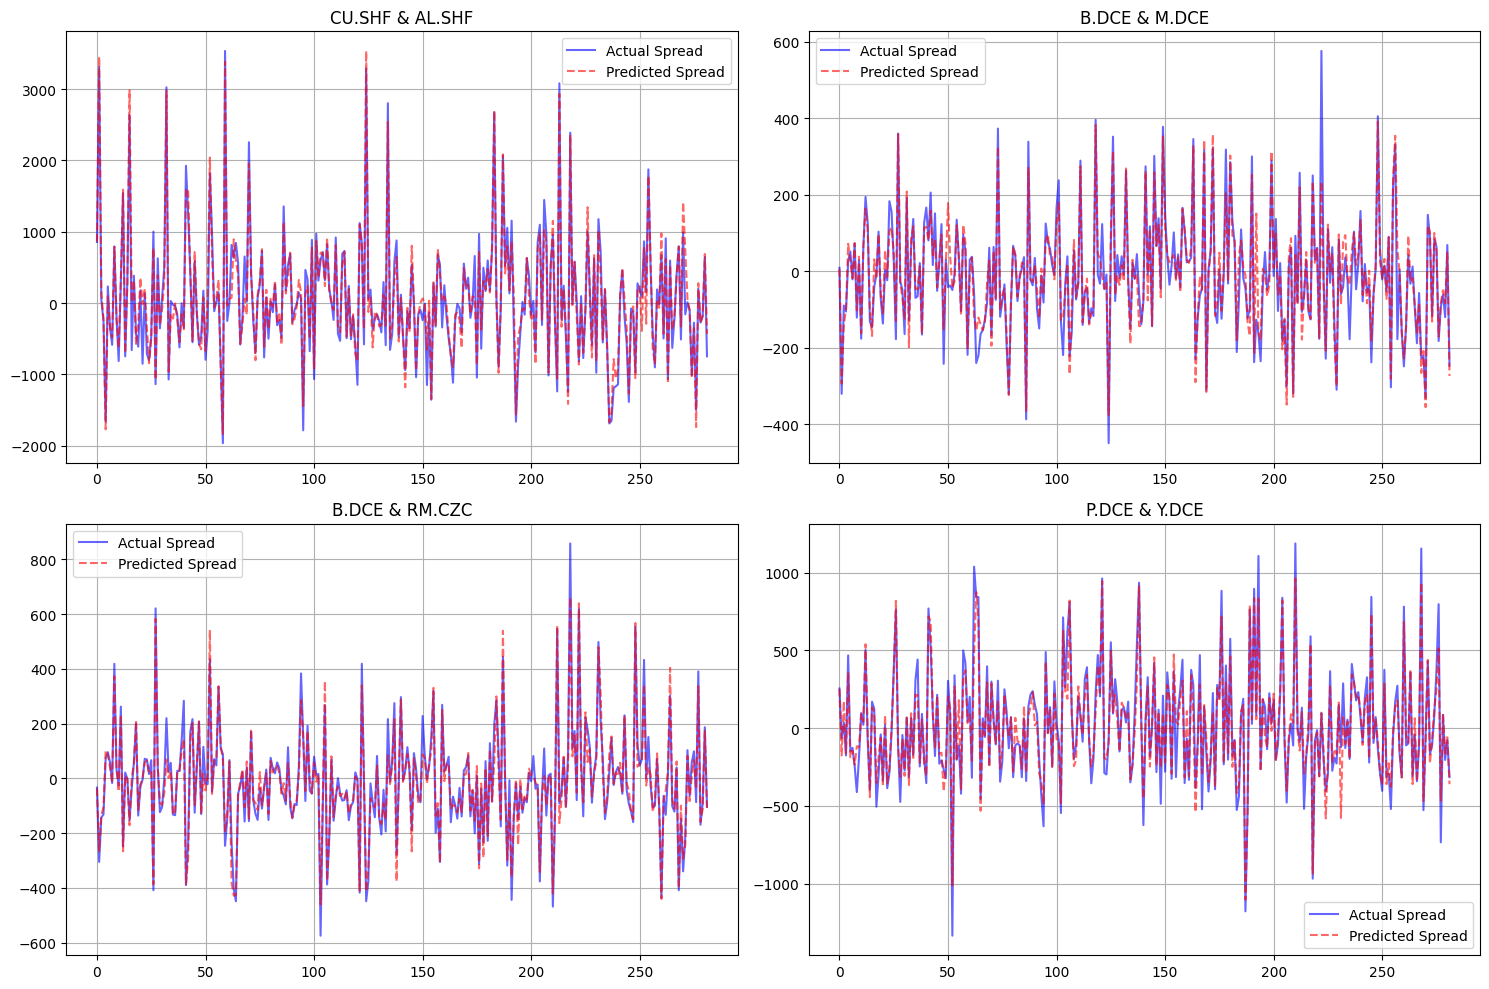 CU.SHF & AL.SHF
Actual Spread
Predicted Spread
3000
2000
1000
0
−1000
−2000
0 50 100 150 200 250
B.DCE & M.DCE
Actual Spread
Predicted Spread
600
400
200
0
−200
−400
0 50 100 150 200 250
B.DCE & RM.CZC
Actual Spread
Predicted Spread
800
600
400
200
0
−200
−400
−600
0 50 100 150 200 250
P.DCE & Y.DCE
1000
500
0
−500
−1000
Actual Spread
Predicted Spread
0 50 100 150 200 250